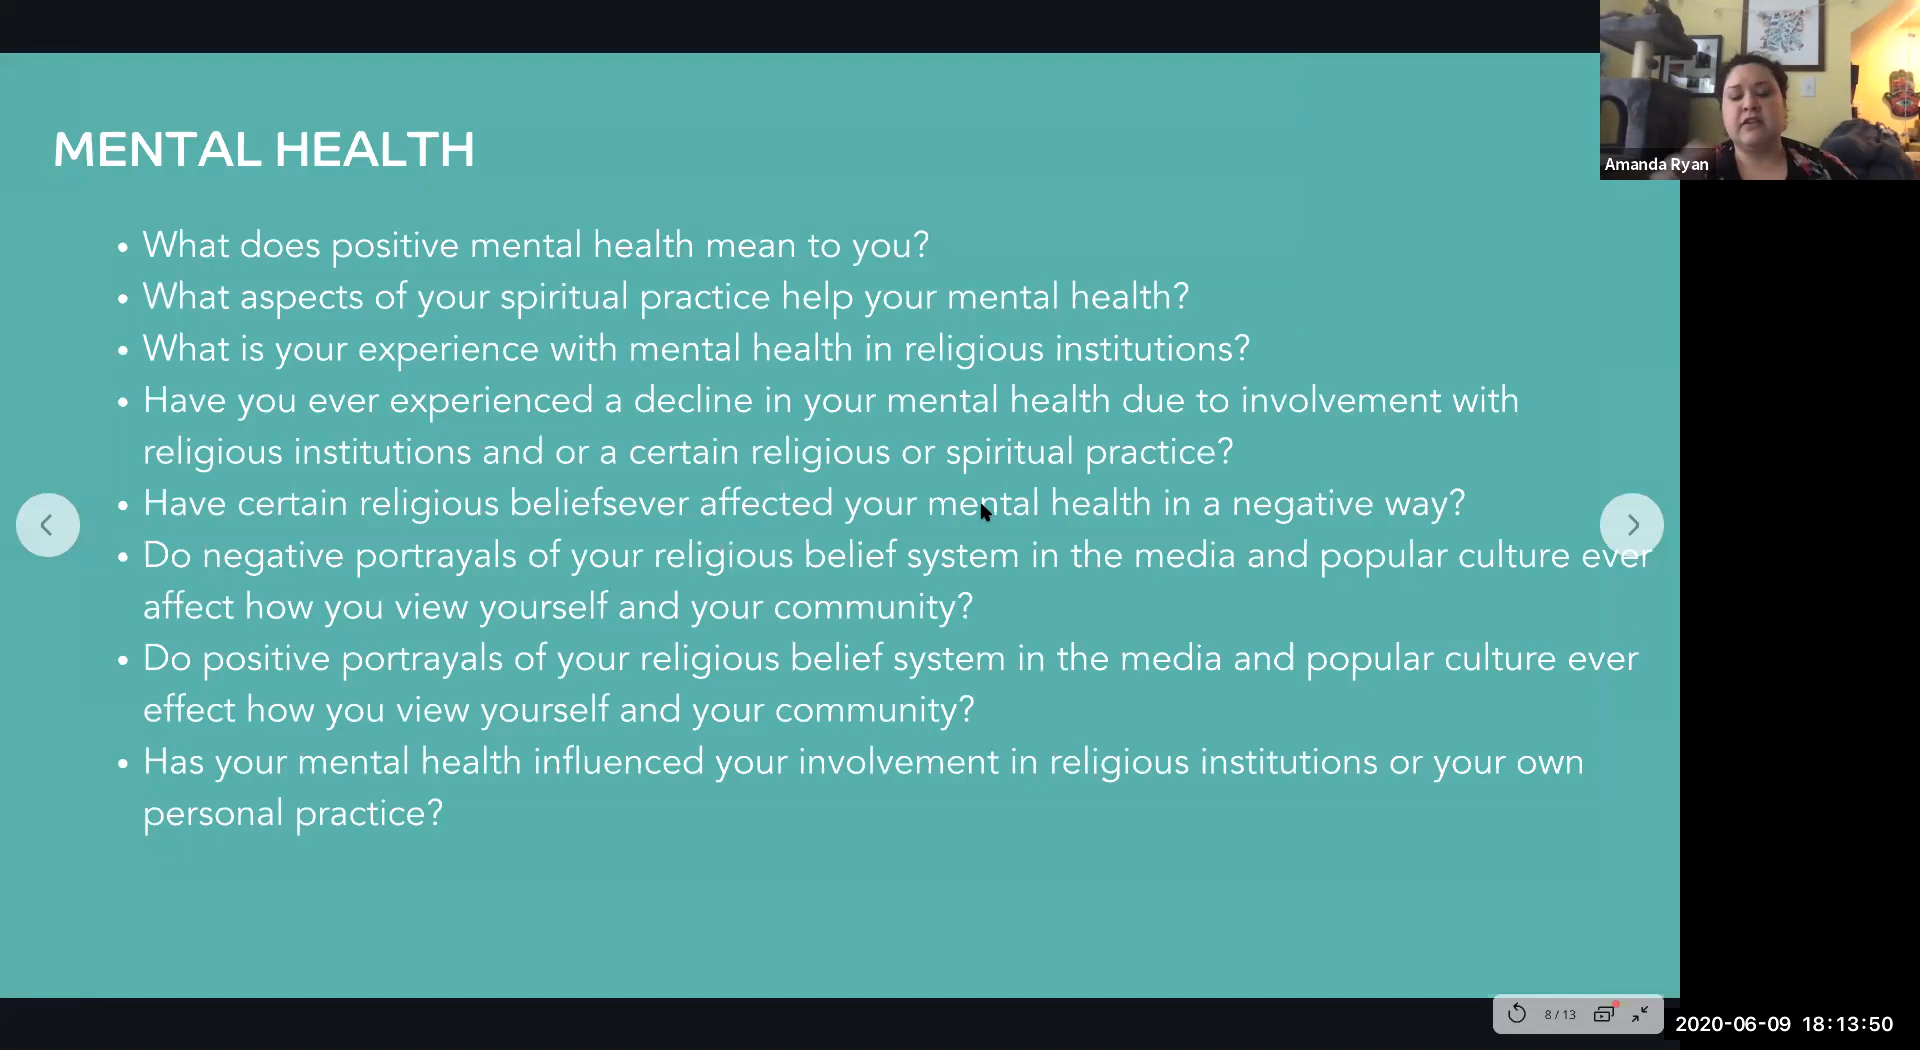 MENTAL HEALTH
• What does positive mental health mean to you?
• What aspects of your spiritual practice help your mental health?
• What is your experience with mental health in religious institutions?
• Have you ever experienced a decline in your mental health due to involvement with
religious institutions and or a certain religious or spiritual practice?
• Have certain religious beliefsever affected your mental health in a negative way?
• Do negative portrayals of your religious belief system in the media and popular culture ever
affect how you view yourself and your community?
• Do positive portrayals of your religious belief system in the media and popular culture ever
effect how you view yourself and your community?
• Has your mental health influenced your involvement in religious institutions or your own
personal practice?
Amanda Ryan
8 / 13
2020-06-09 18:13:50